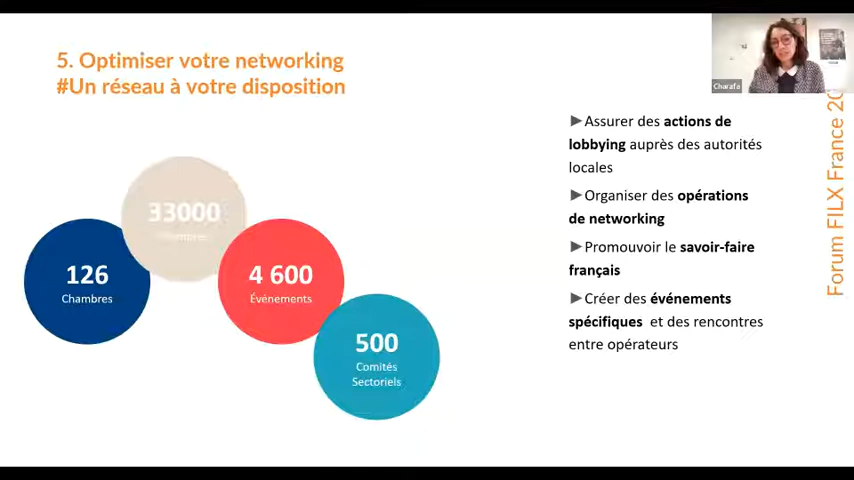 5. Optimiser votre networking
#Un réseau à votre disposition
Charafa
33000
126
Chambres
4 600
Événements
500
Comités
Sectoriels
►Assurer des actions de
lobbying auprès des autorités
locales
►Organiser des opérations
de networking
►Promouvoir le savoir-faire
français
►Créer des événements
spécifiques et des rencontres
entre opérateurs
Forum FILX France 20